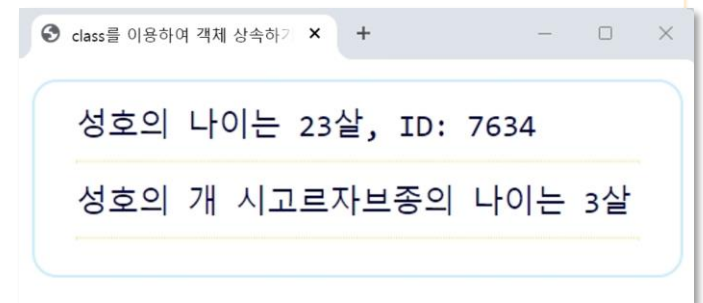 class를 이용하여 객체 상속하기
성호의 나이는 23살, ID: 7634
성호의 개 시고르자브종의 나이는 3살